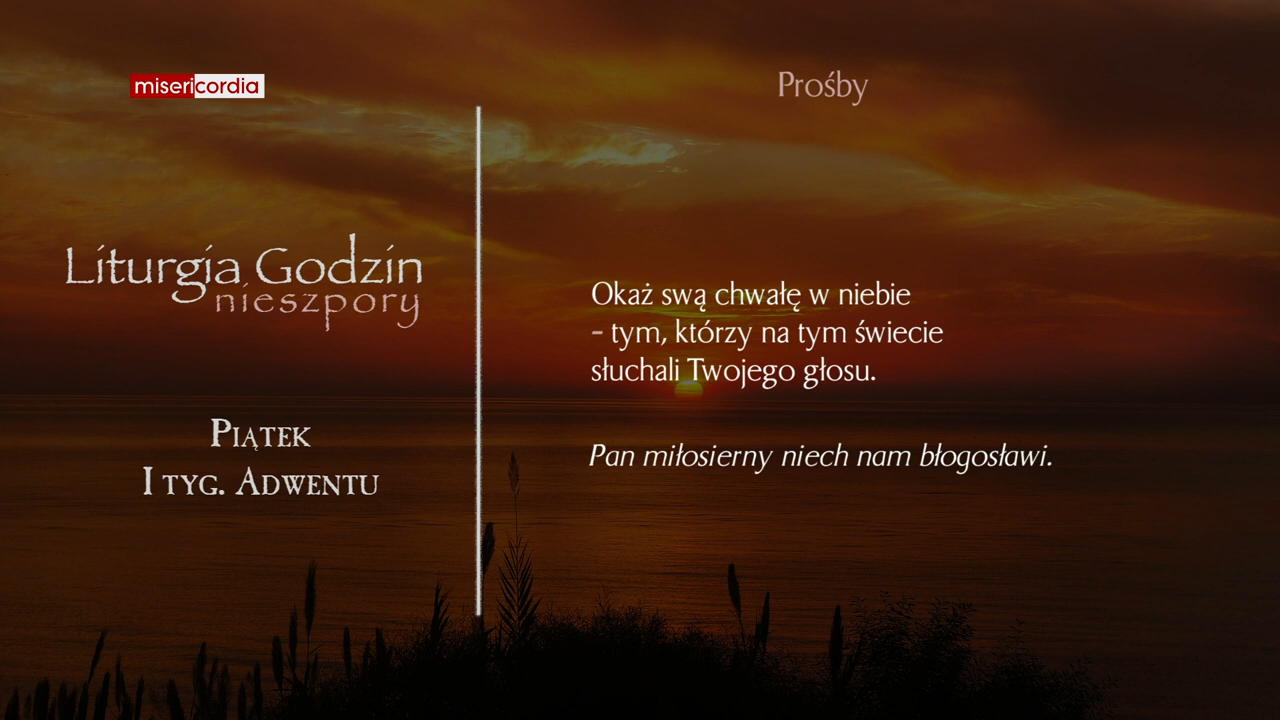 misericordia
Liturgia Godzin
nieszpory
Piątek
I tyg. Adwentu
Prośby
Okaż swą chwałę w niebie
- tym, którzy na tym świecie
słuchali Twojego głosu.
Pan miłosierny niech nam błogosławi.